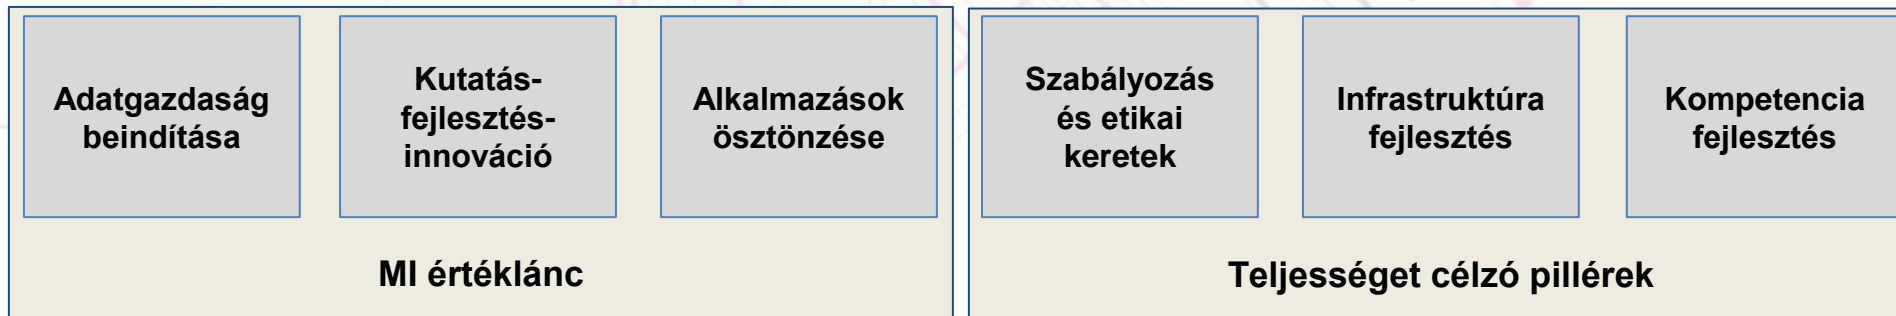 Adatgazdaság
beindítása
Kutatás-
fejlesztés-
innováció
Alkalmazások
ösztönzése
MI értéklánc
Szabályozás
és etikai
keretek
Infrastruktúra
fejlesztés
Kompetencia
fejlesztés
Teljességet célzó pillérek